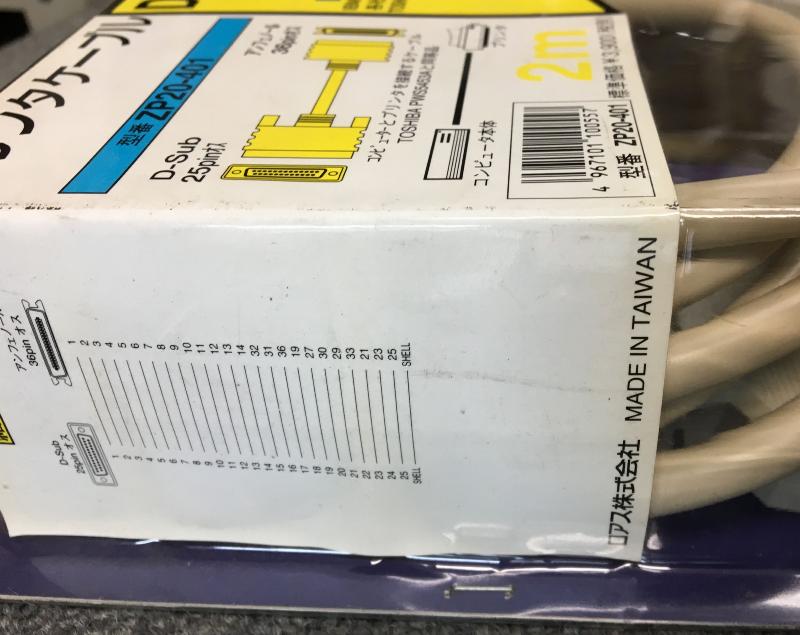 ンタケーブル
型番 ZP20-401
D-Sub
25pinオス
アンフェノール
36pinオス
コンピュータとプリンタを接続するケーブル
TOSHIBA
コンピュータ本体
プリンタ
2m
標準価格 ¥3,900
4 967101 100557
型番 ZP20-401
アンフェノール
36pin オス
1 2 3 4 5 6 7 8 9 10 11 12 13 14 32 31 36 19 27 30 29 33 21 23 25 SHELL
D-Sub
25pin オス
1 2 3 4 5 6 7 8 9 10 11 12 13 14 15 16 17 18 19 20 21 22 23 24 25 SHELL
ロアス株式会社 MADE IN TAIWAN